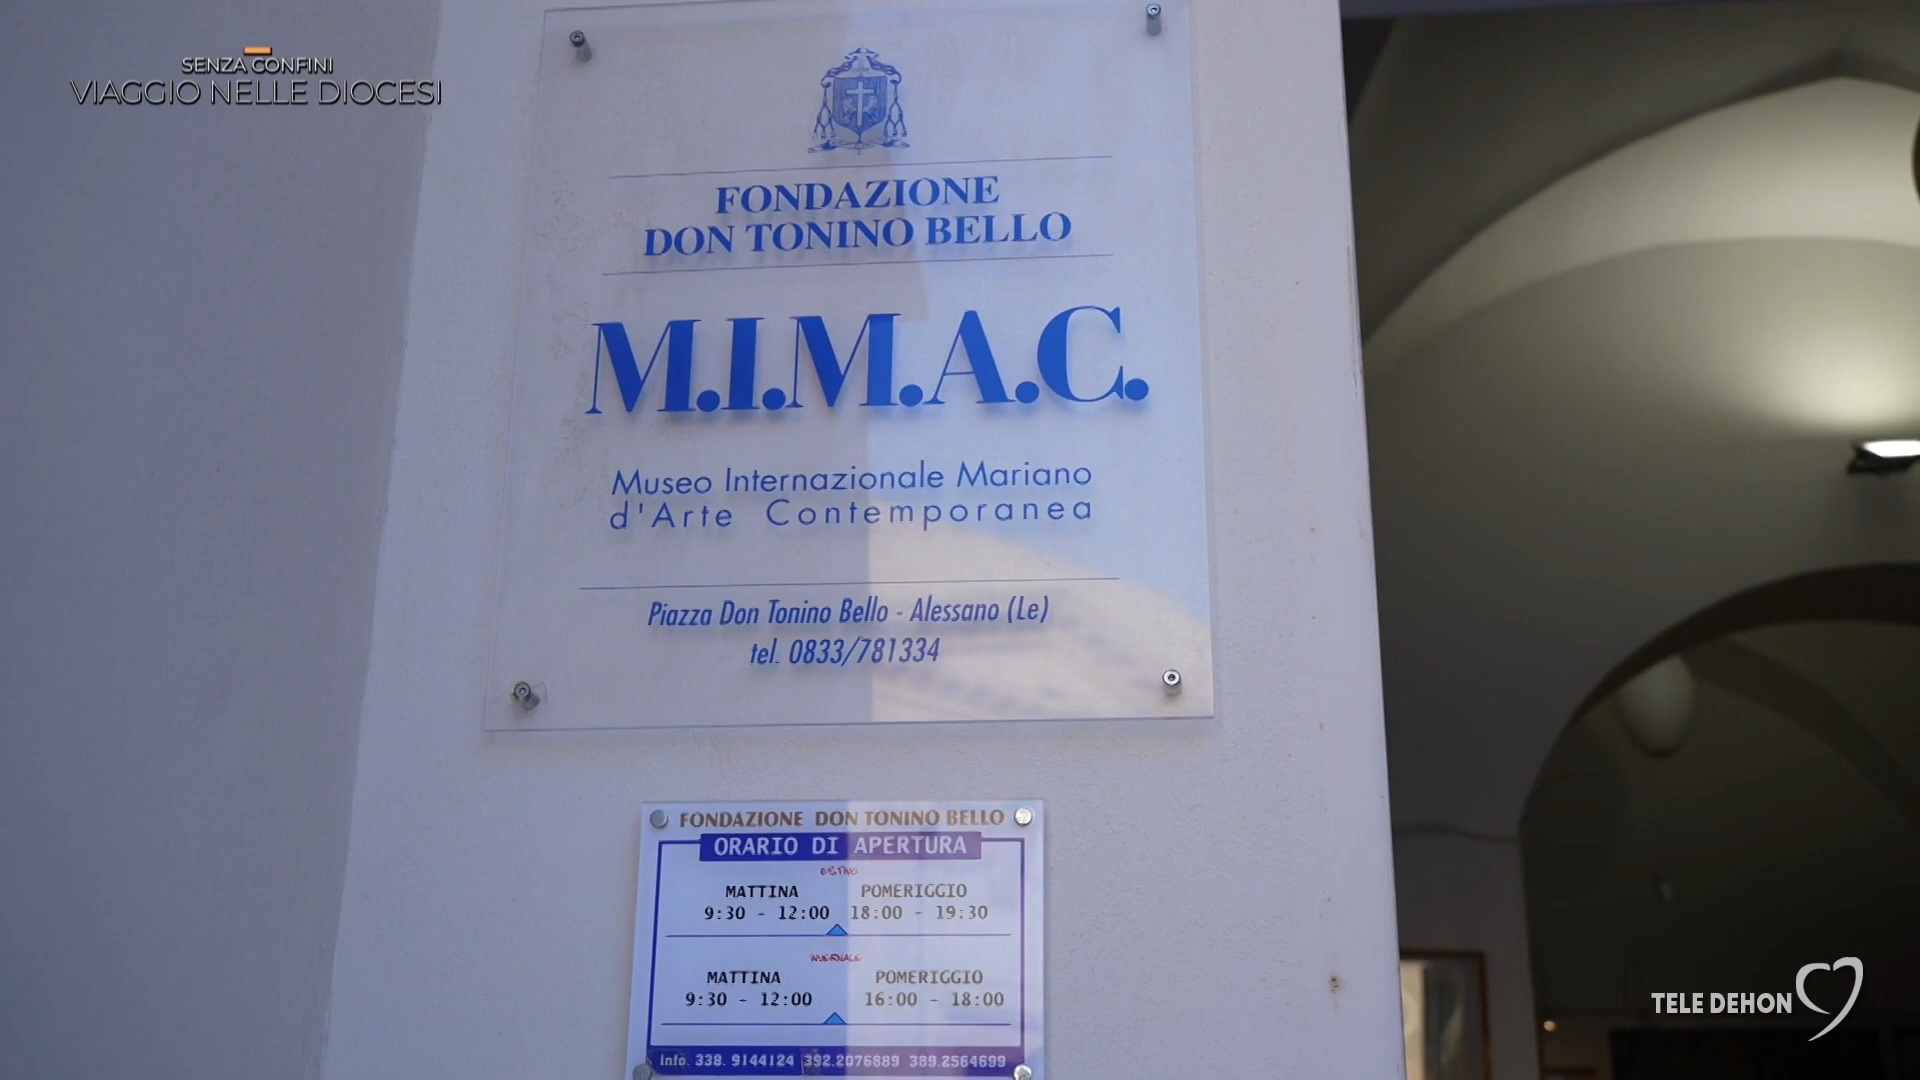 SENZA CONFINI
VIAGGIO NELLE DIOCESI
FONDAZIONE
DON TONINO BELLO
M.I.M.A.C.
Museo Internazionale Mariano
d'Arte Contemporanea
Piazza Don Tonino Bello - Alessano (Le)
tel. 0833/781334
FONDAZIONE DON TONINO BELLO
ORARIO DI APERTURA
MATTINA POMERIGGIO
9:30 - 12:00 18:00 - 19:30
INVERNALE
MATTINA POMERIGGIO
9:30 - 12:00 16:00 - 18:00
Info. 338.9144124 392.2076889 389.2564699
TELE DEHON